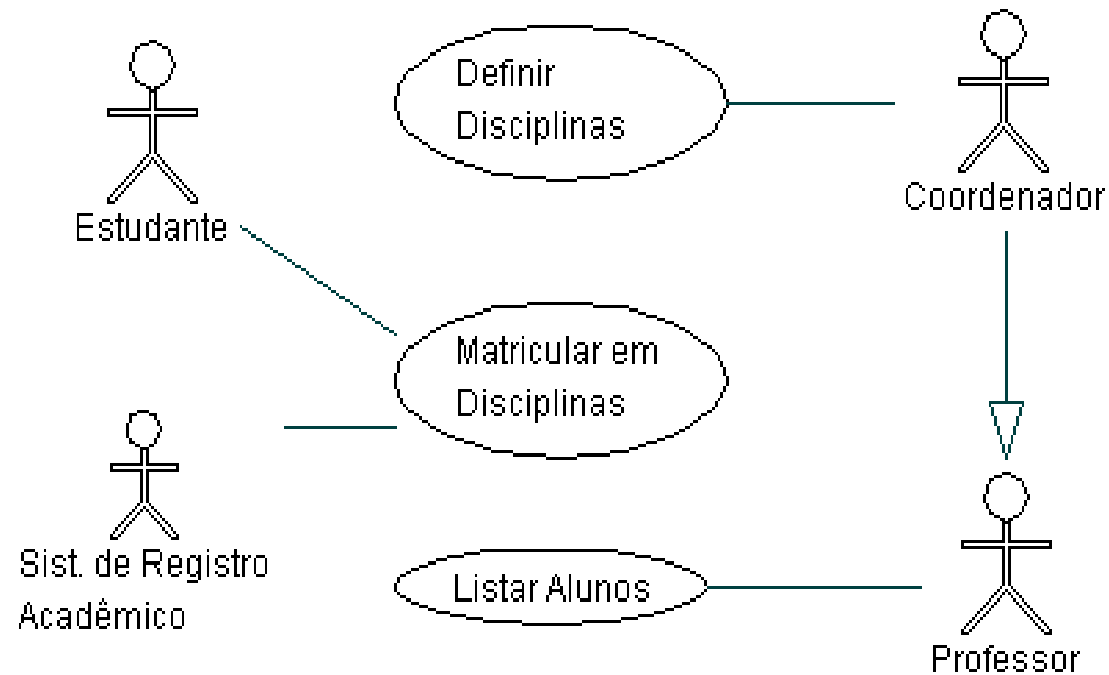 Definir
Disciplinas
Coordenador
Estudante
Matricular em
Disciplinas
Sist. de Registro
Acadêmico
Listar Alunos
Professor